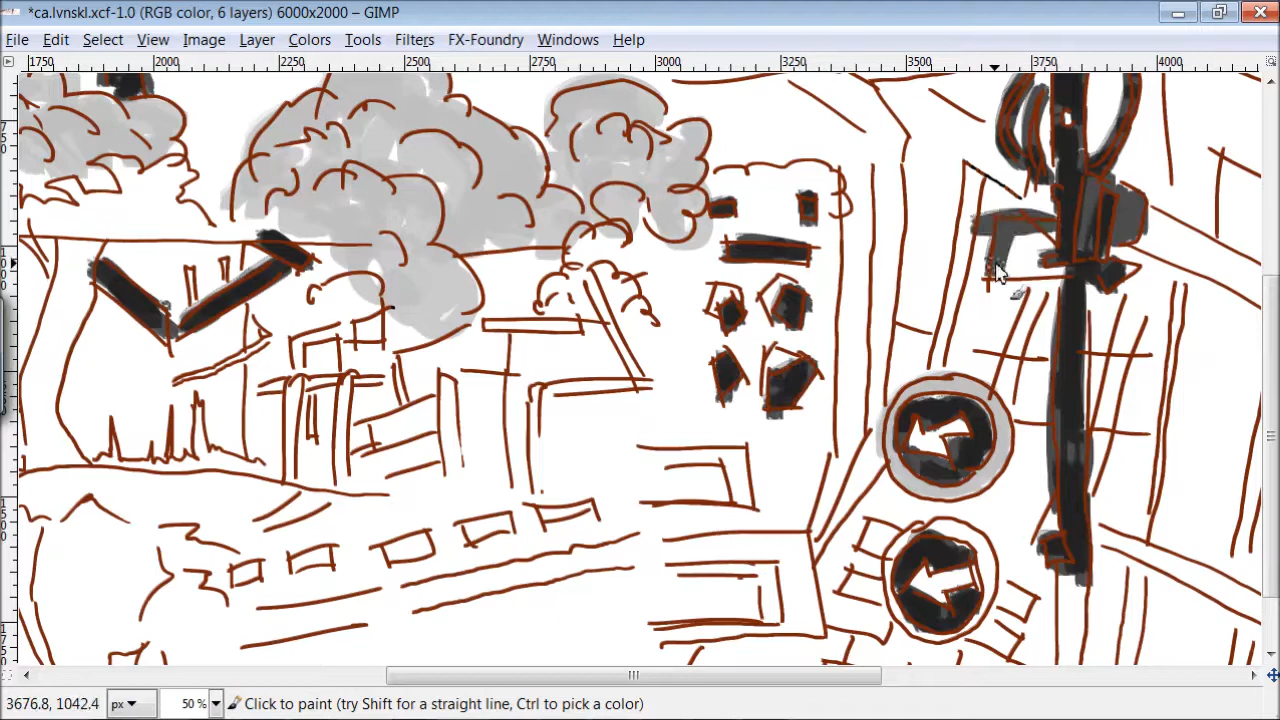 *ca.lvnskl.xcf-1.0 (RGB color, 6 layers) 6000x2000 – GIMP
File Edit Select View Image Layer Colors Tools Filters FX-Foundry Windows Help
1750 2000 2250 2500 2750 3000 3250 3500 3750 4000
3676.8, 1042.4 px 50 % Click to paint (try Shift for a straight line, Ctrl to pick a color)